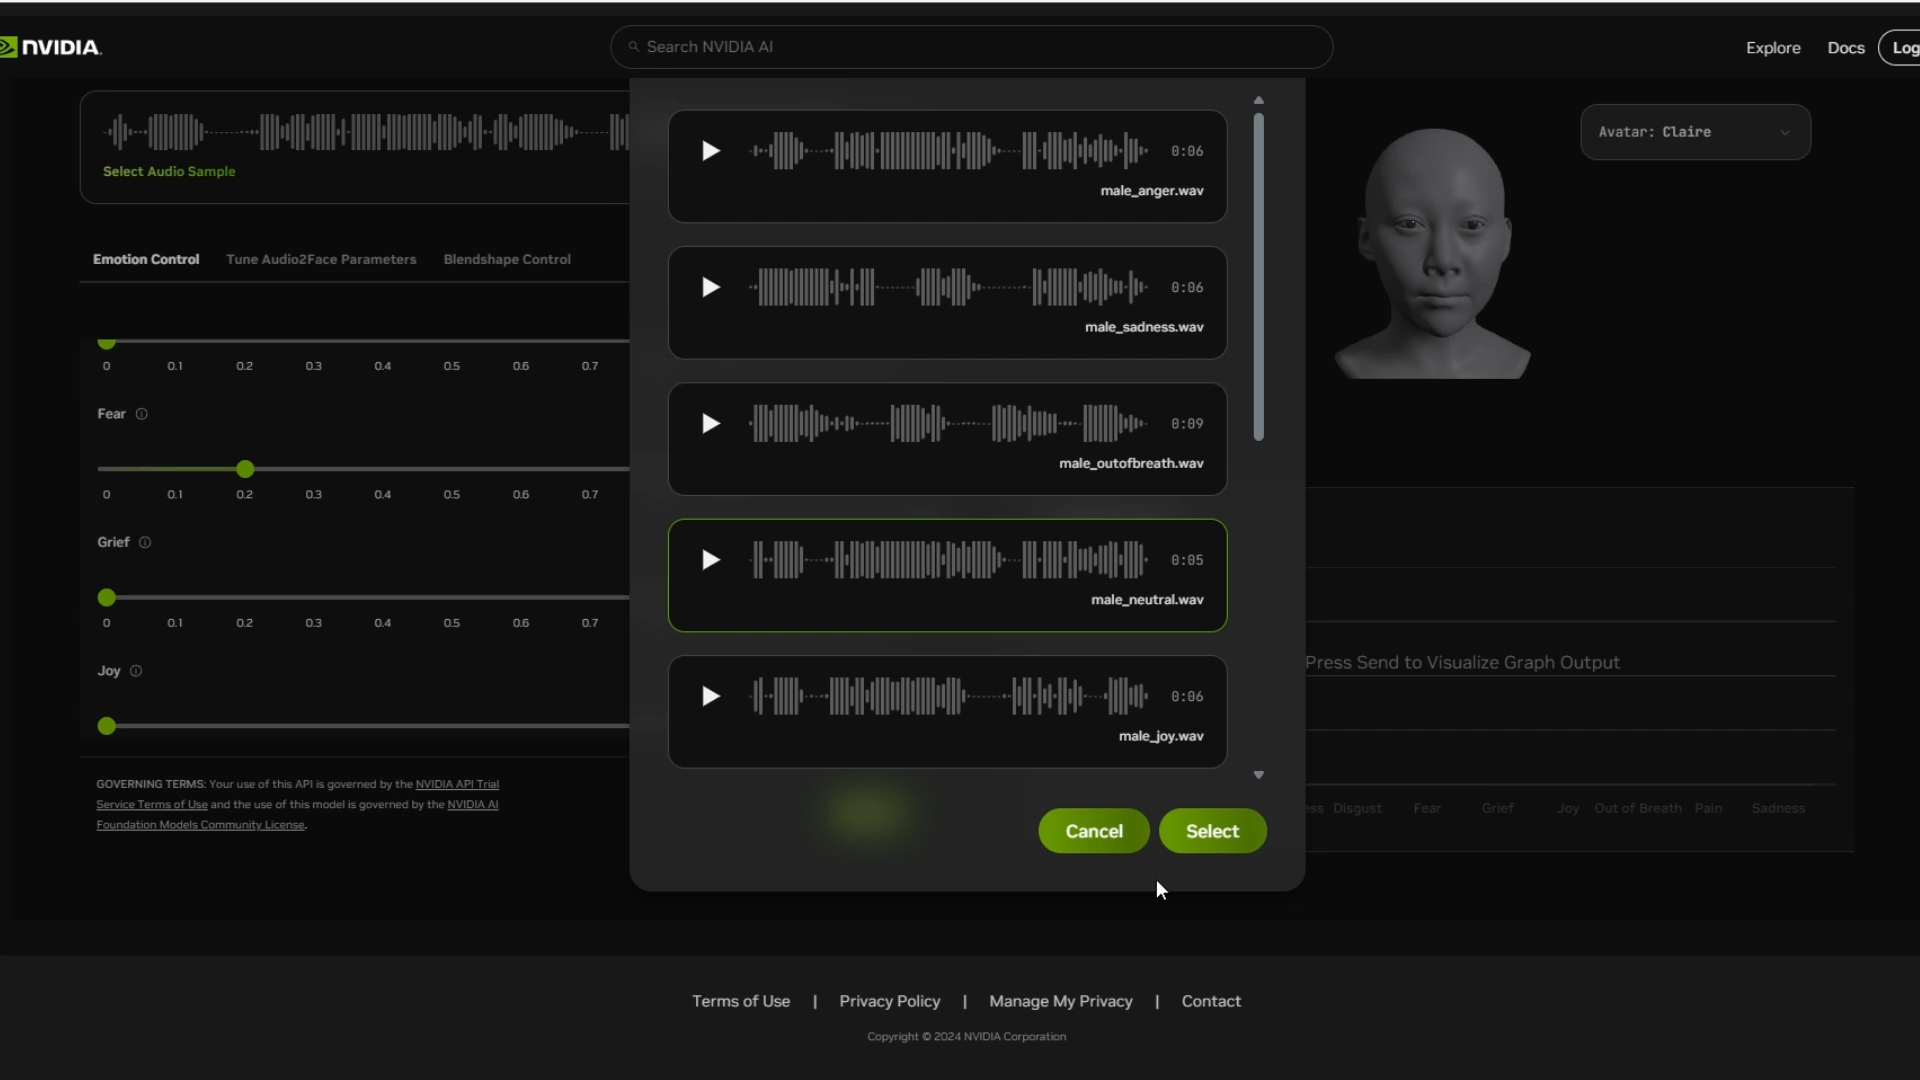 NVIDIA.
Search NVIDIA AI
Explore
Docs
Log
Select Audio Sample
Emotion Control
Tune Audio2Face Parameters
Blendshape Control
0 0.1 0.2 0.3 0.4 0.5 0.6 0.7
Fear
0 0.1 0.2 0.3 0.4 0.5 0.6 0.7
Grief
0 0.1 0.2 0.3 0.4 0.5 0.6 0.7
Joy
GOVERNING TERMS: Your use of this API is governed by the NVIDIA API Trial
Service Terms of Use and the use of this model is governed by the NVIDIA AI
Foundation Models Community License.
0:06
male_anger.wav
0:06
male_sadness.wav
0:09
male_outofbreath.wav
0:05
male_neutral.wav
0:06
male_joy.wav
Cancel
Select
Avatar: Claire
Press Send to Visualize Graph Output
ess Disgust Fear Grief Joy Out of Breath Pain Sadness
Terms of Use | Privacy Policy | Manage My Privacy | Contact
Copyright © 2024 NVIDIA Corporation